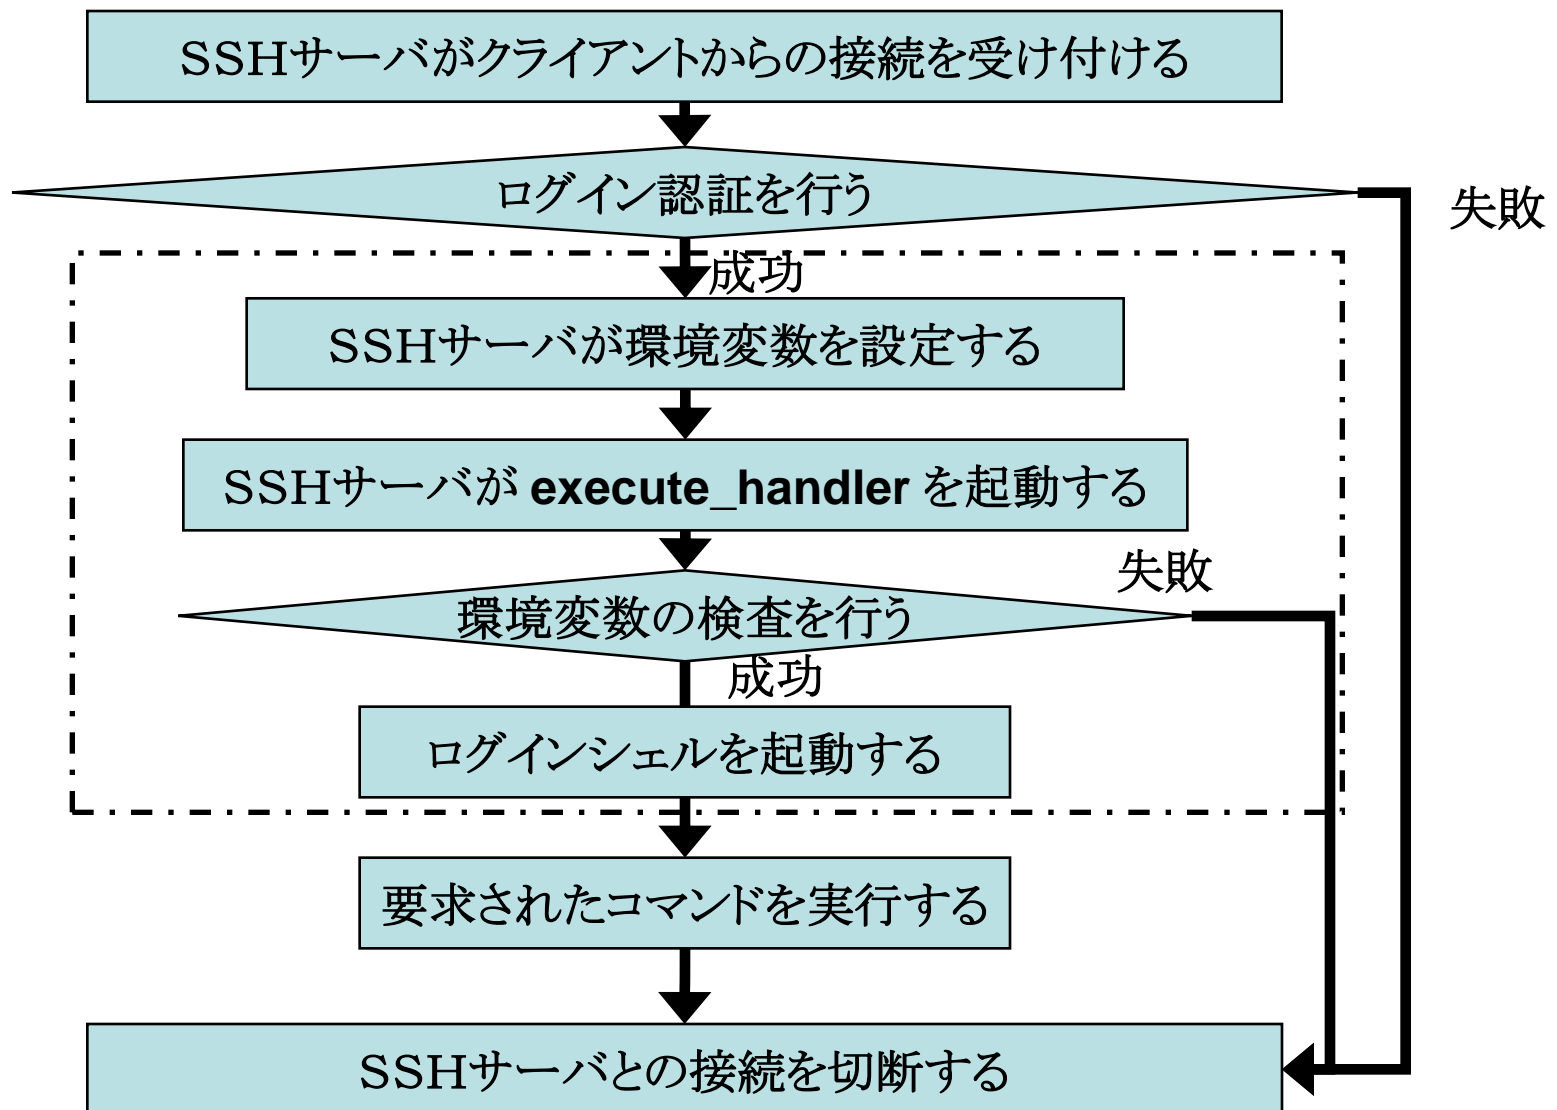 SSHサーバがクライアントからの接続を受け付ける
ログイン認証を行う
失敗
成功
SSHサーバが環境変数を設定する
SSHサーバが execute_handler を起動する
失敗
環境変数の検査を行う
成功
ログインシェルを起動する
要求されたコマンドを実行する
SSHサーバとの接続を切断する